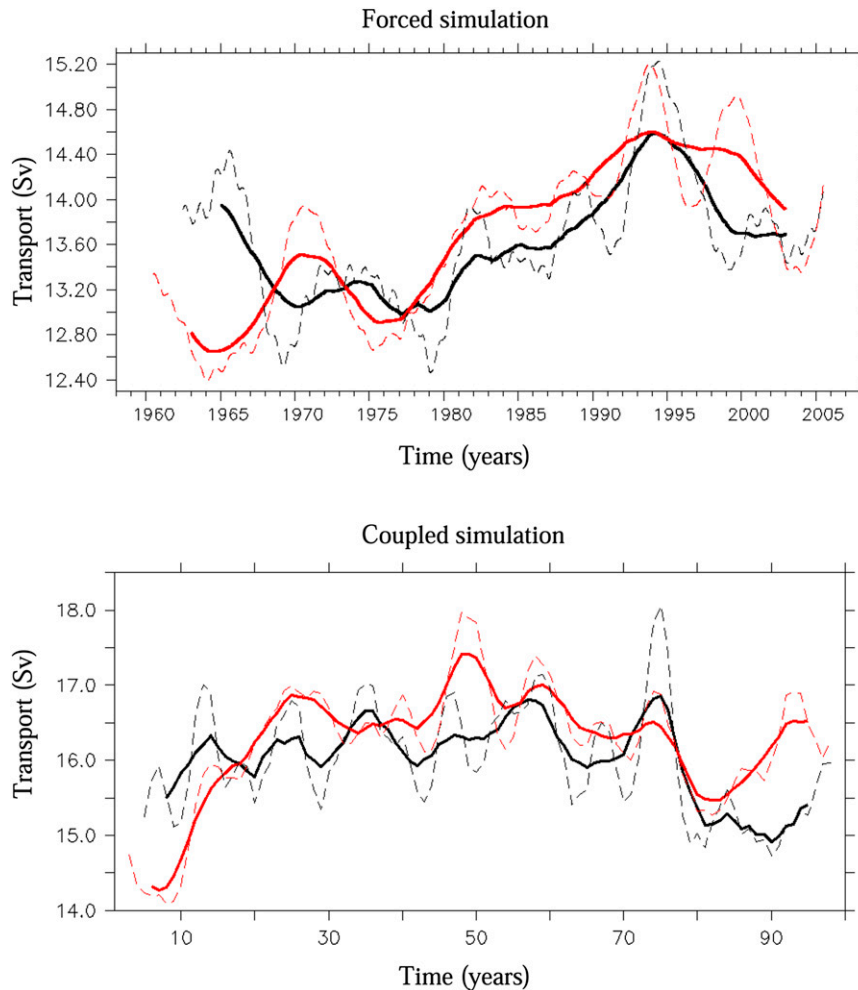 Forced simulation
15.20
14.80
14.40
14.00
13.60
13.20
12.80
12.40
Transport (Sv)
1960 1965 1970 1975 1980 1985 1990 1995 2000 2005
Time (years)
Coupled simulation
18.0
17.0
16.0
15.0
14.0
Transport (Sv)
10 30 50 70 90
Time (years)